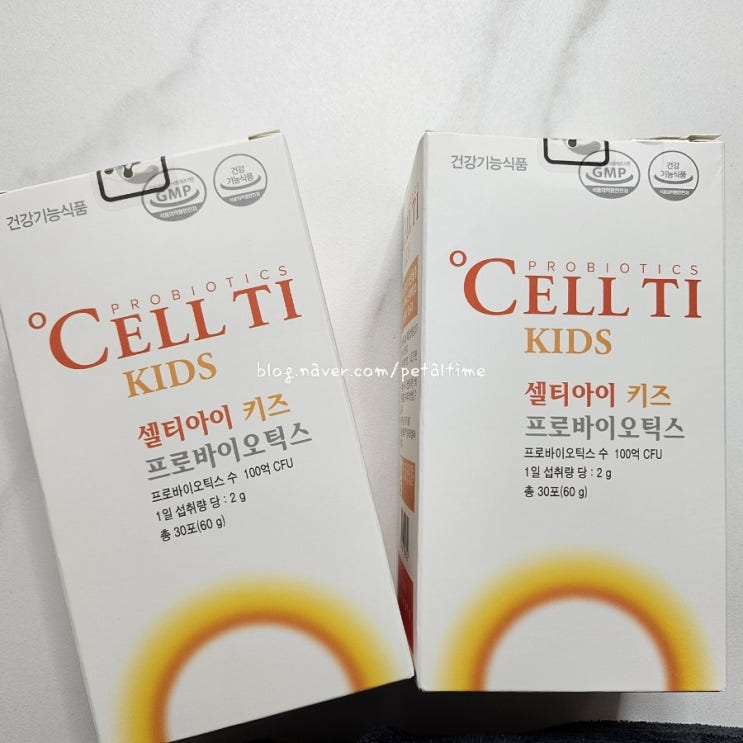 건강기능식품
GMP
건강
기능식품
PROBIOTICS
°CELL TI
KIDS
셀티아이 키즈
프로바이오틱스
프로바이오틱스 수 100억 CFU
1일 섭취량 당 : 2 g
총 30포(60 g)
건강기능식품
GMP
건강
기능식품
PROBIOTICS
°CELL TI
KIDS
셀티아이 키즈
프로바이오틱스
프로바이오틱스 수 100억 CFU
1일 섭취량 당 : 2 g
총 30포(60 g)
CELL TI
blog.naver.com/petaltime